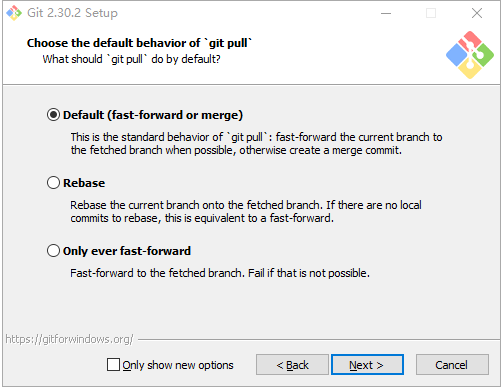 Git 2.30.2 Setup
Choose the default behavior of `git pull`
What should `git pull` do by default?
Default (fast-forward or merge)
This is the standard behavior of `git pull`: fast-forward the current branch to
the fetched branch when possible, otherwise create a merge commit.
Rebase
Rebase the current branch onto the fetched branch. If there are no local
commits to rebase, this is equivalent to a fast-forward.
Only ever fast-forward
Fast-forward to the fetched branch. Fail if that is not possible.
https://gitforwindows.org/
Only show new options
< Back
Next >
Cancel